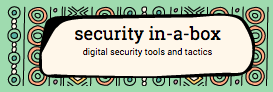 security in-a-box
digital security tools and tactics